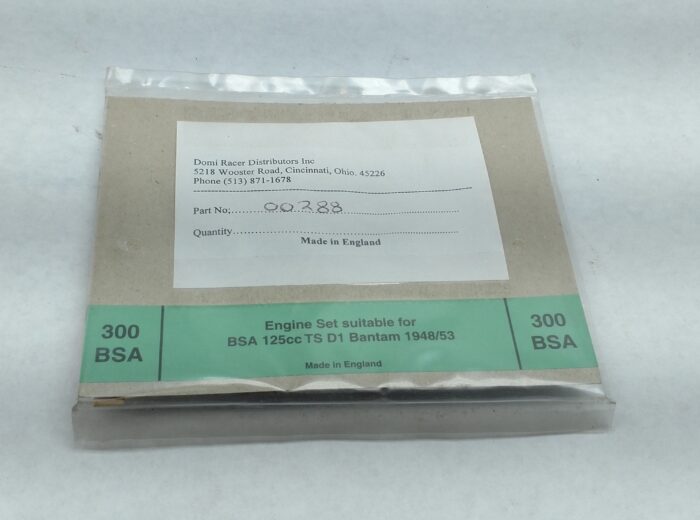 Domi Racer Distributors Inc
5218 Wooster Road, Cincinnati, Ohio. 45226
Phone (513) 871-1678
Part No;.....00288.....
Quantity.....
Made in England
300
BSA
Engine Set suitable for
BSA 125cc TS D1 Bantam 1948/53
Made in England
300
BSA